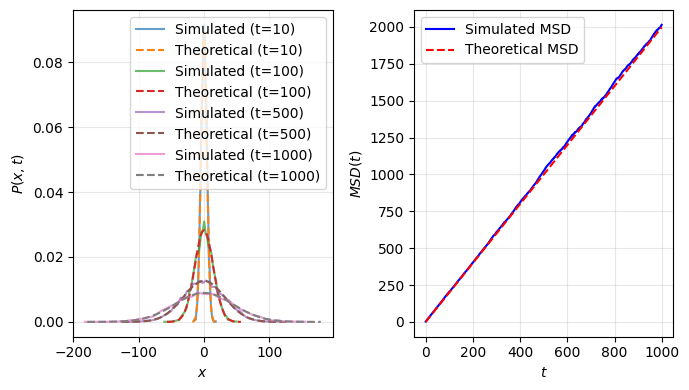 Simulated (t=10)
Theoretical (t=10)
Simulated (t=100)
Theoretical (t=100)
Simulated (t=500)
Theoretical (t=500)
Simulated (t=1000)
Theoretical (t=1000)
0.08
0.06
0.04
0.02
0.00
P(x, t)
−200
−100
0
100
x
Simulated MSD
Theoretical MSD
2000
1750
1500
1250
1000
750
500
250
0
MSD(t)
0
200
400
600
800
1000
t